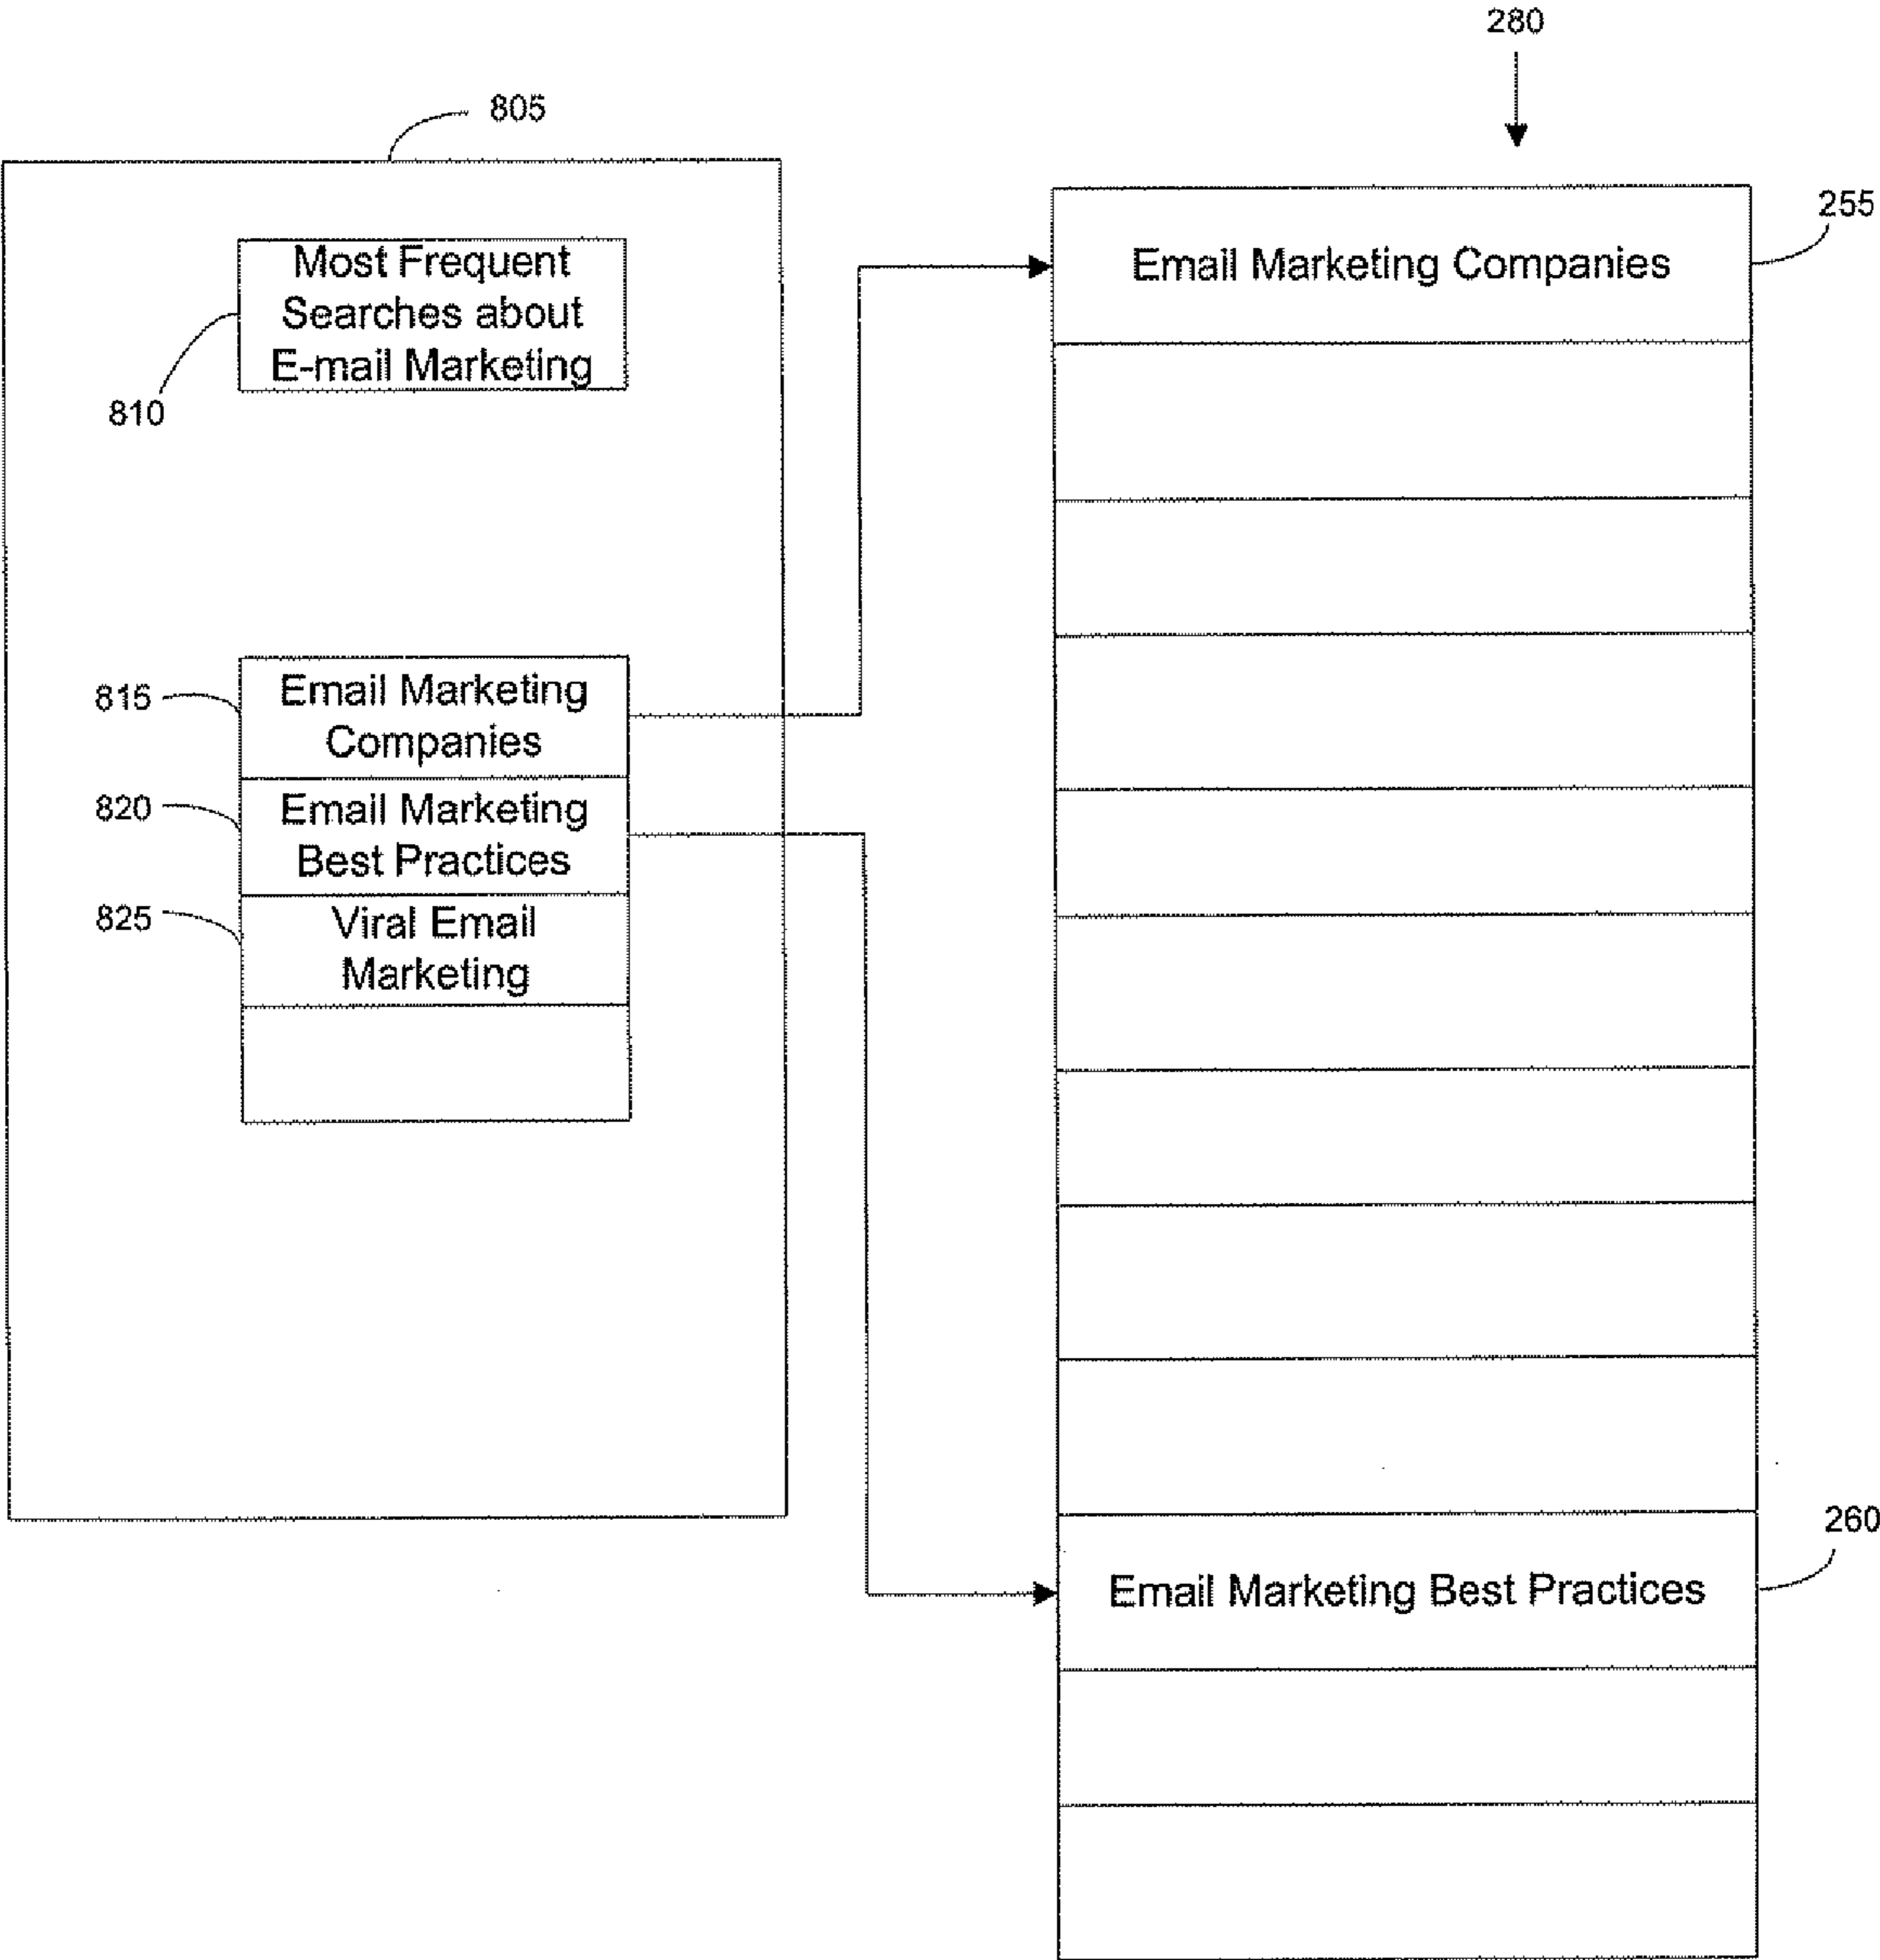 280
805
255
Most Frequent
Searches about
E-mail Marketing
810
Email Marketing Companies
815
Email Marketing
Companies
820
Email Marketing
Best Practices
825
Viral Email
Marketing
260
Email Marketing Best Practices